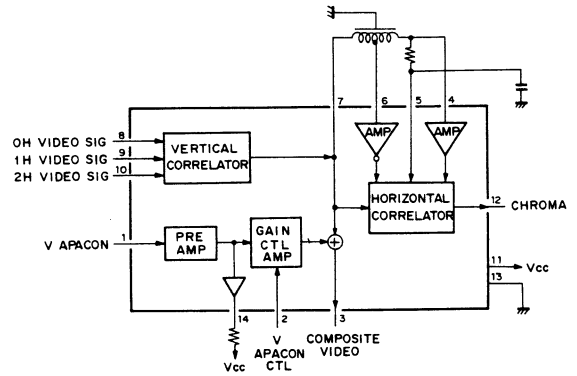 7
6
5
4
AMP
AMP
OH VIDEO SIG 8
1H VIDEO SIG 9
2H VIDEO SIG 10
VERTICAL
CORRELATOR
HORIZONTAL
CORRELATOR
12 CHROMA
V APACON 1
PRE
AMP
GAIN
CTL
AMP
+
11 Vcc
13
14
2
3
Vcc
V
APACON
CTL
COMPOSITE
VIDEO